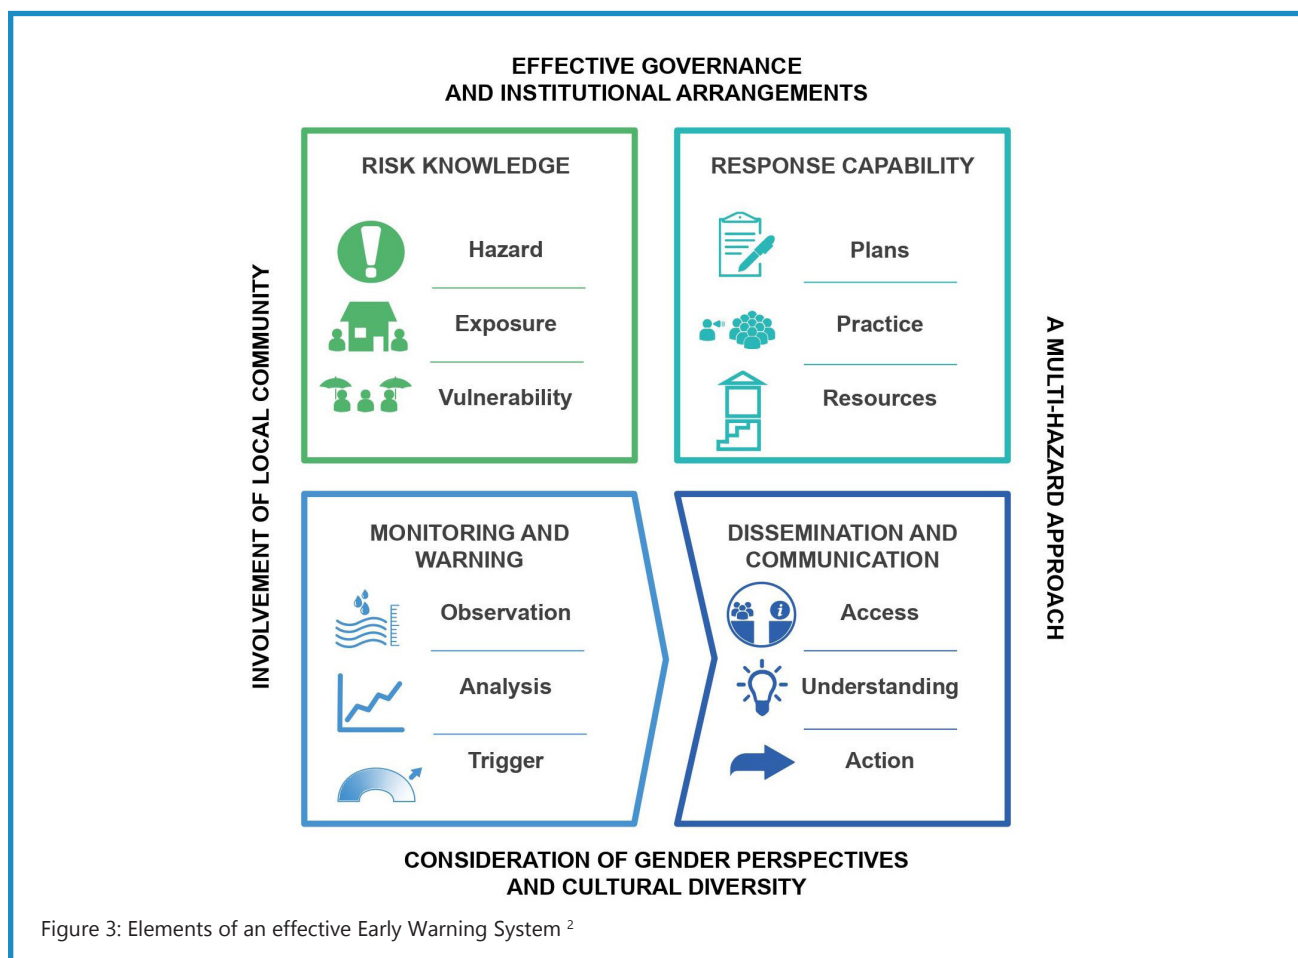 EFFECTIVE GOVERNANCE
AND INSTITUTIONAL ARRANGEMENTS
INVOLVEMENT OF LOCAL COMMUNITY
RISK KNOWLEDGE
Hazard
Exposure
Vulnerability
RESPONSE CAPABILITY
Plans
Practice
Resources
A MULTI-HAZARD APPROACH
MONITORING AND
WARNING
Observation
Analysis
Trigger
DISSEMINATION AND
COMMUNICATION
i
Access
Understanding
Action
CONSIDERATION OF GENDER PERSPECTIVES
AND CULTURAL DIVERSITY
Figure 3: Elements of an effective Early Warning System ²